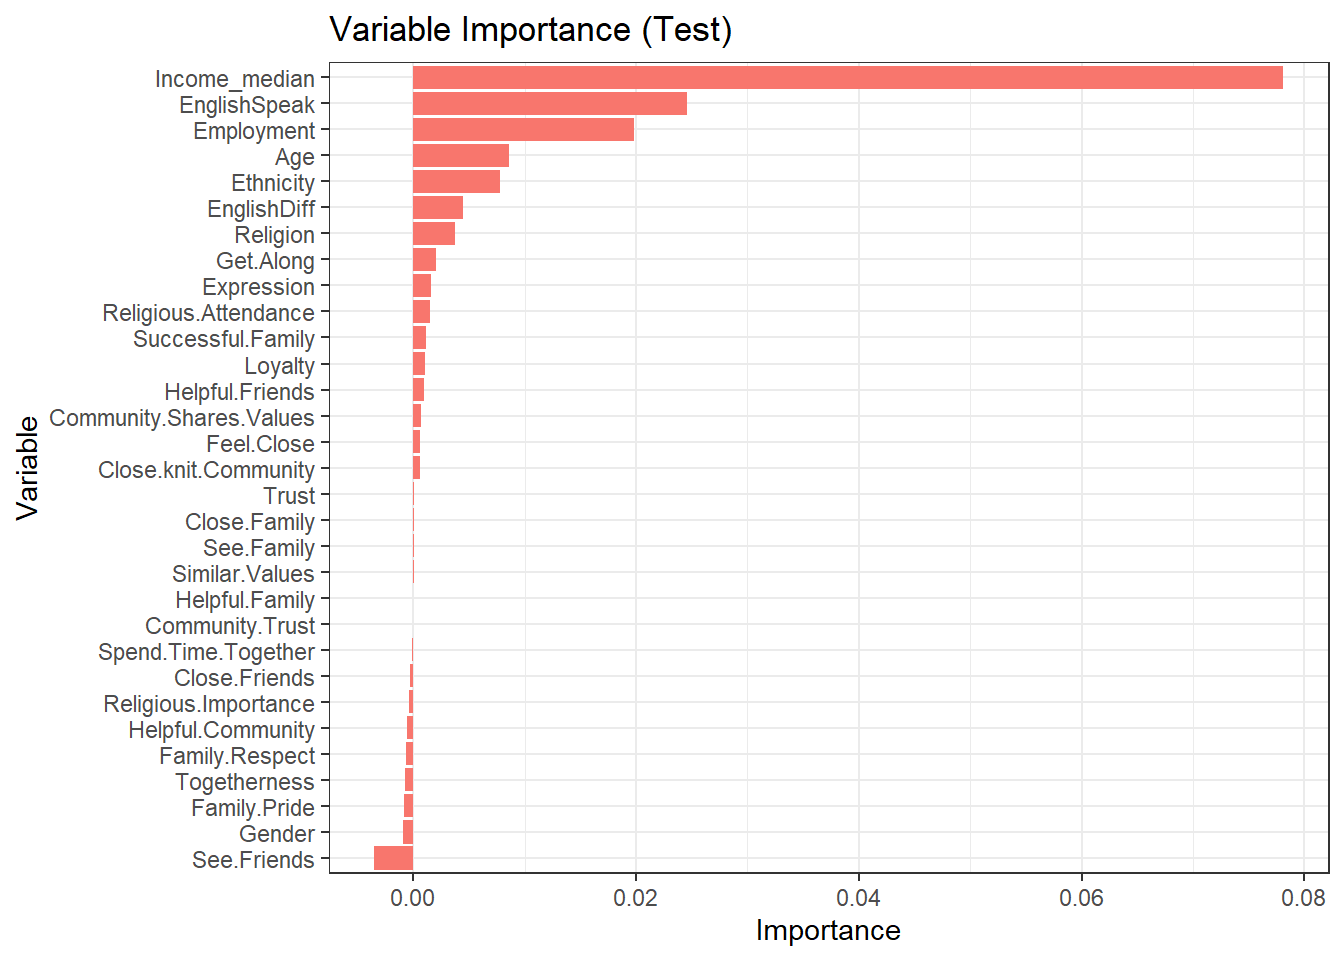 Variable Importance (Test)
Income_median
EnglishSpeak
Employment
Age
Ethnicity
EnglishDiff
Religion
Get.Along
Expression
Religious.Attendance
Successful.Family
Loyalty
Helpful.Friends
Community.Shares.Values
Feel.Close
Close.knit.Community
Trust
Close.Family
See.Family
Similar.Values
Helpful.Family
Community.Trust
Spend.Time.Together
Close.Friends
Religious.Importance
Helpful.Community
Family.Respect
Togetherness
Family.Pride
Gender
See.Friends
Variable
0.00 0.02 0.04 0.06 0.08
Importance